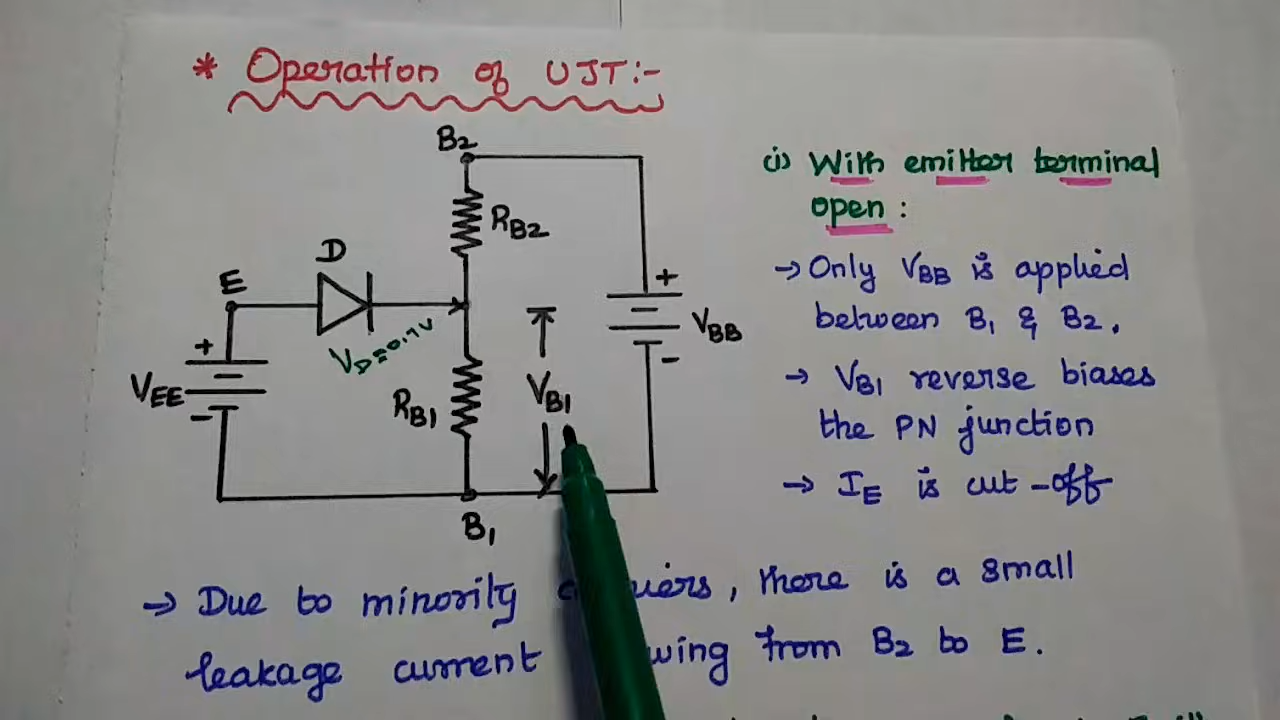 * Operation of UJT:-
B2
RB2
D
E
+
VD=0.7V
+
VBB
-
VEE
-
RB1
VB1
B1
(i) With emitter terminal
open :
→ Only VBB is applied
between B1 & B2.
→ VB1 reverse biases
the PN junction
→ IE is cut-off
→ Due to minority , there is a small
leakage current from B2 to E.